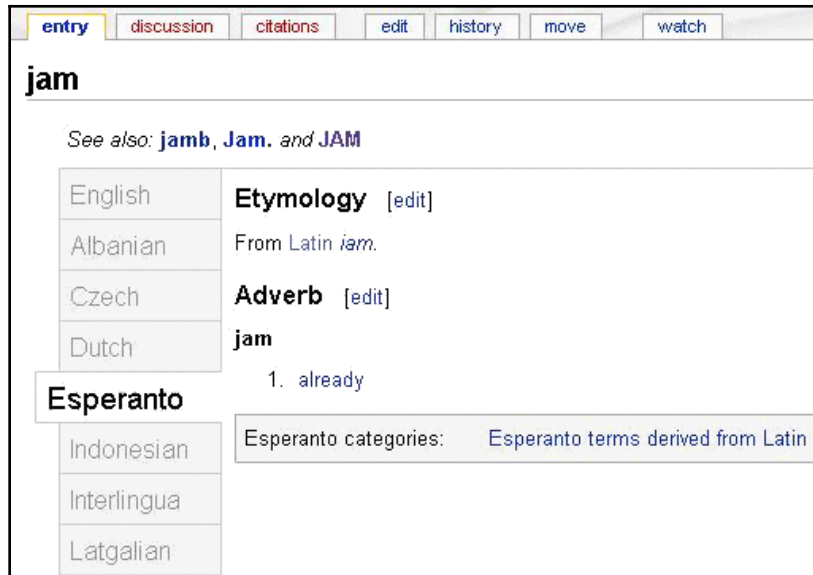 entry discussion citations edit history move watch
jam
See also: jamb, Jam. and JAM
English
Albanian
Czech
Dutch
Esperanto
Indonesian
Interlingua
Latgalian
Etymology [edit]
From Latin iam.
Adverb [edit]
jam
1. already
Esperanto categories: Esperanto terms derived from Latin